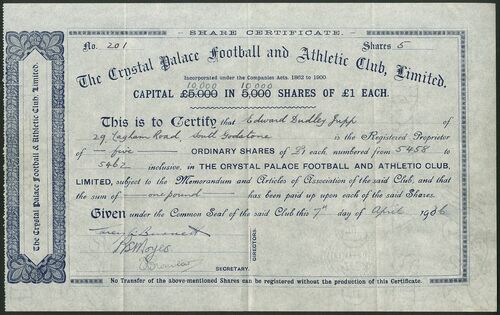 SHARE CERTIFICATE.
No. 201
Shares 5
The Crystal Palace Football and Athletic Club, Limited.
Incorporated under the Companies Acts. 1862 to 1900
10,000 10,000
CAPITAL £5,000 IN 5,000 SHARES OF £1 EACH.
This is to Certify that Edward Dudley Jupp of
29 Lagham Road, South Godstone is the Registered Proprietor
of five ORDINARY SHARES of £1 each, numbered from 5458 to
5462 inclusive, in THE CRYSTAL PALACE FOOTBALL AND ATHLETIC CLUB,
LIMITED, subject to the Memorandum and Articles of Association of the said Club, and that
the sum of one pound has been paid up upon each of the said Shares.
Given under the Common Seal of the said Club this 7th day of April 1936
Bennett
DIRECTORS.
SECRETARY.
No Transfer of the above-mentioned Shares can be registered without the production of this Certificate.
The Crystal Palace Football & Athletic Club, Limited.